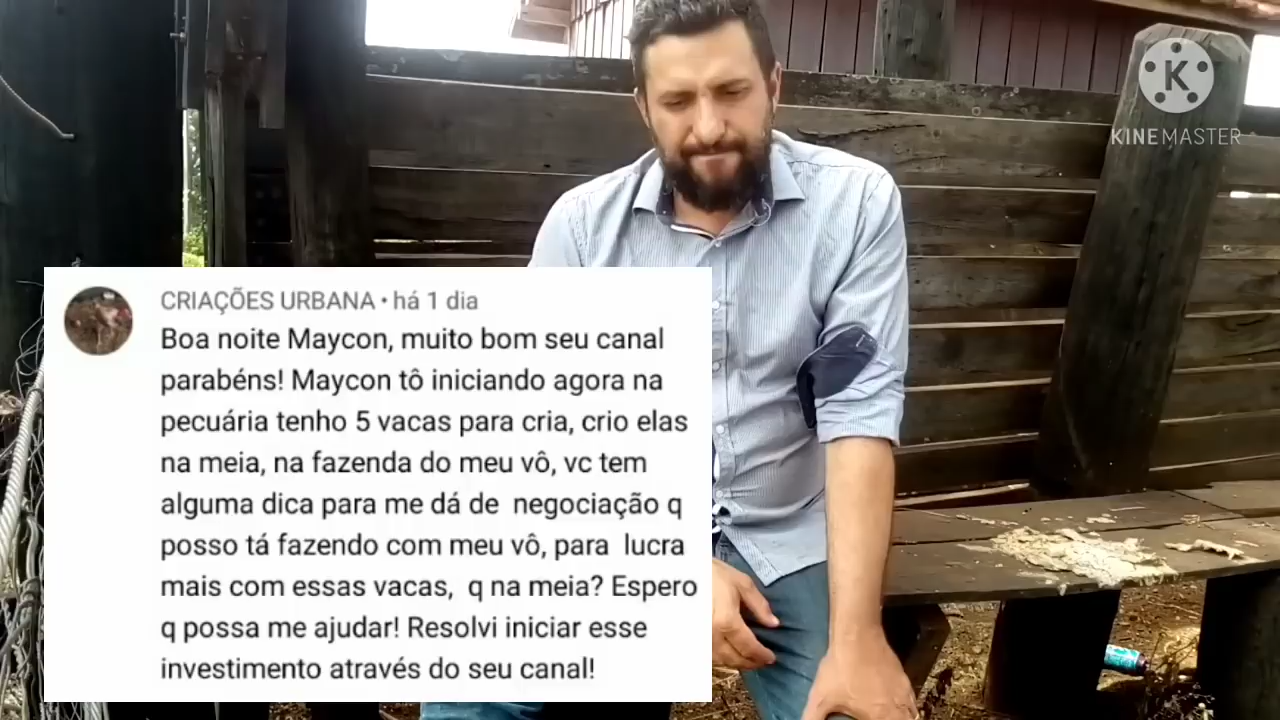 KINEMASTER
CRIAÇÕES URBANA • há 1 dia
Boa noite Maycon, muito bom seu canal
parabéns! Maycon tô iniciando agora na
pecuária tenho 5 vacas para cria, crio elas
na meia, na fazenda do meu vô, vc tem
alguma dica para me dá de negociação q
posso tá fazendo com meu vô, para lucra
mais com essas vacas, q na meia? Espero
q possa me ajudar! Resolvi iniciar esse
investimento através do seu canal!